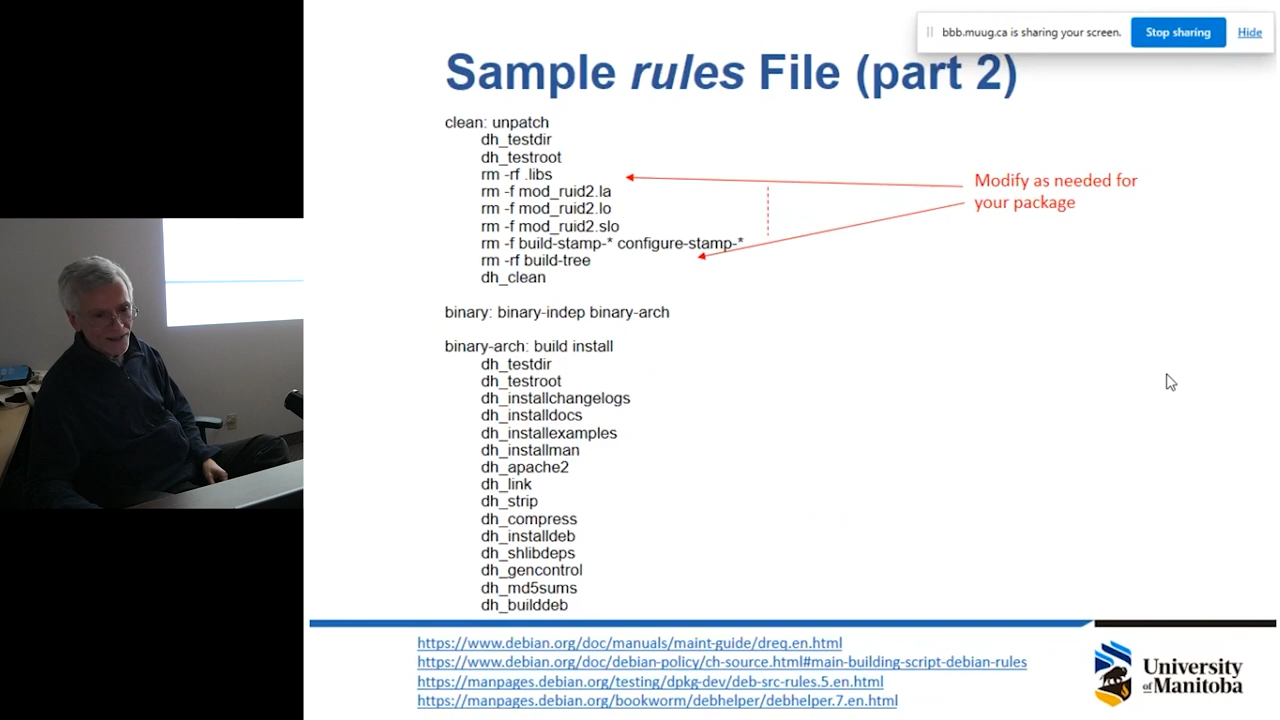 bbb.muug.ca is sharing your screen.
Stop sharing
Hide
Sample rules File (part 2)
clean: unpatch
dh_testdir
dh_testroot
rm -rf .libs
rm -f mod_ruid2.la
rm -f mod_ruid2.lo
rm -f mod_ruid2.slo
rm -f build-stamp-* configure-stamp-*
rm -rf build-tree
dh_clean
Modify as needed for
your package
binary: binary-indep binary-arch
binary-arch: build install
dh_testdir
dh_testroot
dh_installchangelogs
dh_installdocs
dh_installexamples
dh_installman
dh_apache2
dh_link
dh_strip
dh_compress
dh_installdeb
dh_shlibdeps
dh_gencontrol
dh_md5sums
dh_builddeb
https://www.debian.org/doc/manuals/maint-guide/dreq.en.html
https://www.debian.org/doc/debian-policy/ch-source.html#main-building-script-debian-rules
https://manpages.debian.org/testing/dpkg-dev/deb-src-rules.5.en.html
https://manpages.debian.org/bookworm/debhelper/debhelper.7.en.html
University
of Manitoba